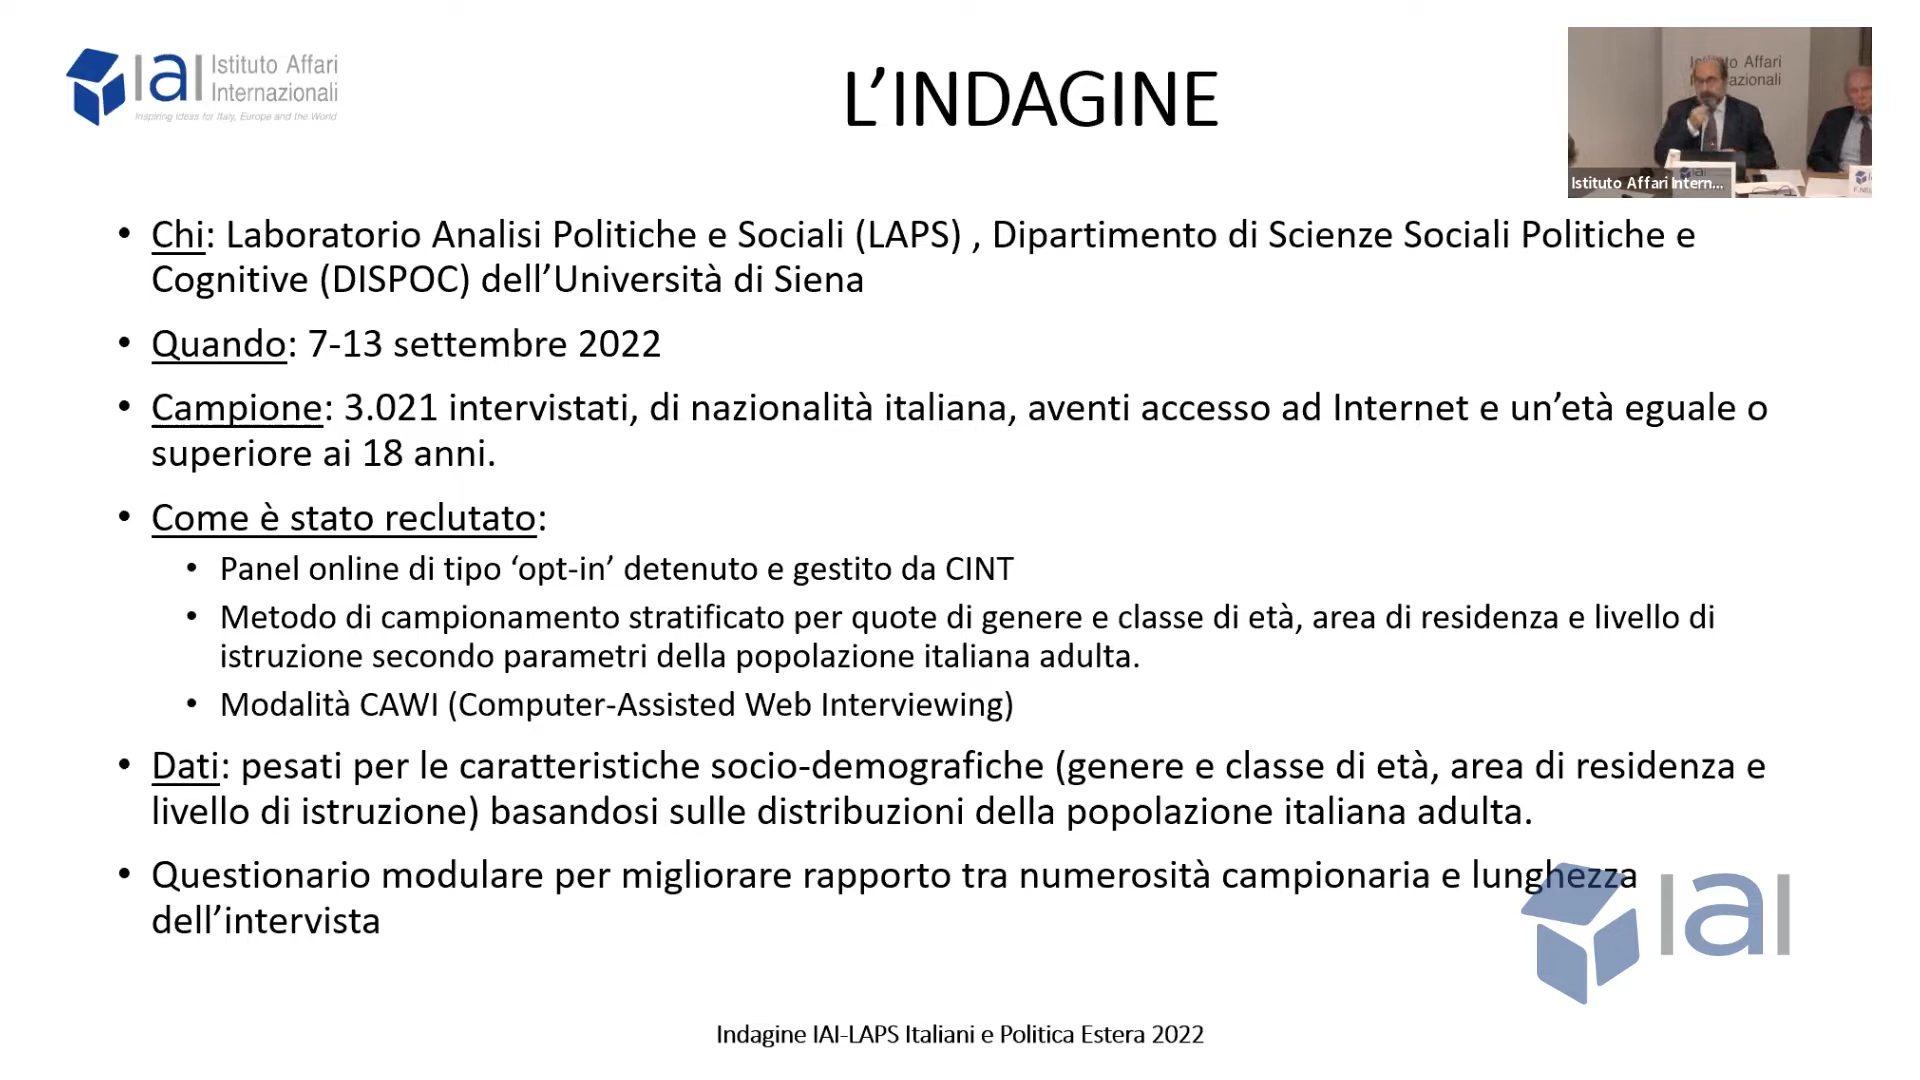 IAI Istituto Affari Internazionali
Inspiring Ideas for Italy, Europe and the World
L’INDAGINE
Istituto Affari
Istituto Affari Intern...
• Chi: Laboratorio Analisi Politiche e Sociali (LAPS) , Dipartimento di Scienze Sociali Politiche e
Cognitive (DISPOC) dell’Università di Siena
• Quando: 7-13 settembre 2022
• Campione: 3.021 intervistati, di nazionalità italiana, aventi accesso ad Internet e un’età eguale o
superiore ai 18 anni.
• Come è stato reclutato:
• Panel online di tipo ‘opt-in’ detenuto e gestito da CINT
• Metodo di campionamento stratificato per quote di genere e classe di età, area di residenza e livello di
istruzione secondo parametri della popolazione italiana adulta.
• Modalità CAWI (Computer-Assisted Web Interviewing)
• Dati: pesati per le caratteristiche socio-demografiche (genere e classe di età, area di residenza e
livello di istruzione) basandosi sulle distribuzioni della popolazione italiana adulta.
• Questionario modulare per migliorare rapporto tra numerosità campionaria e lunghezza
dell’intervista
IAI
Indagine IAI-LAPS Italiani e Politica Estera 2022